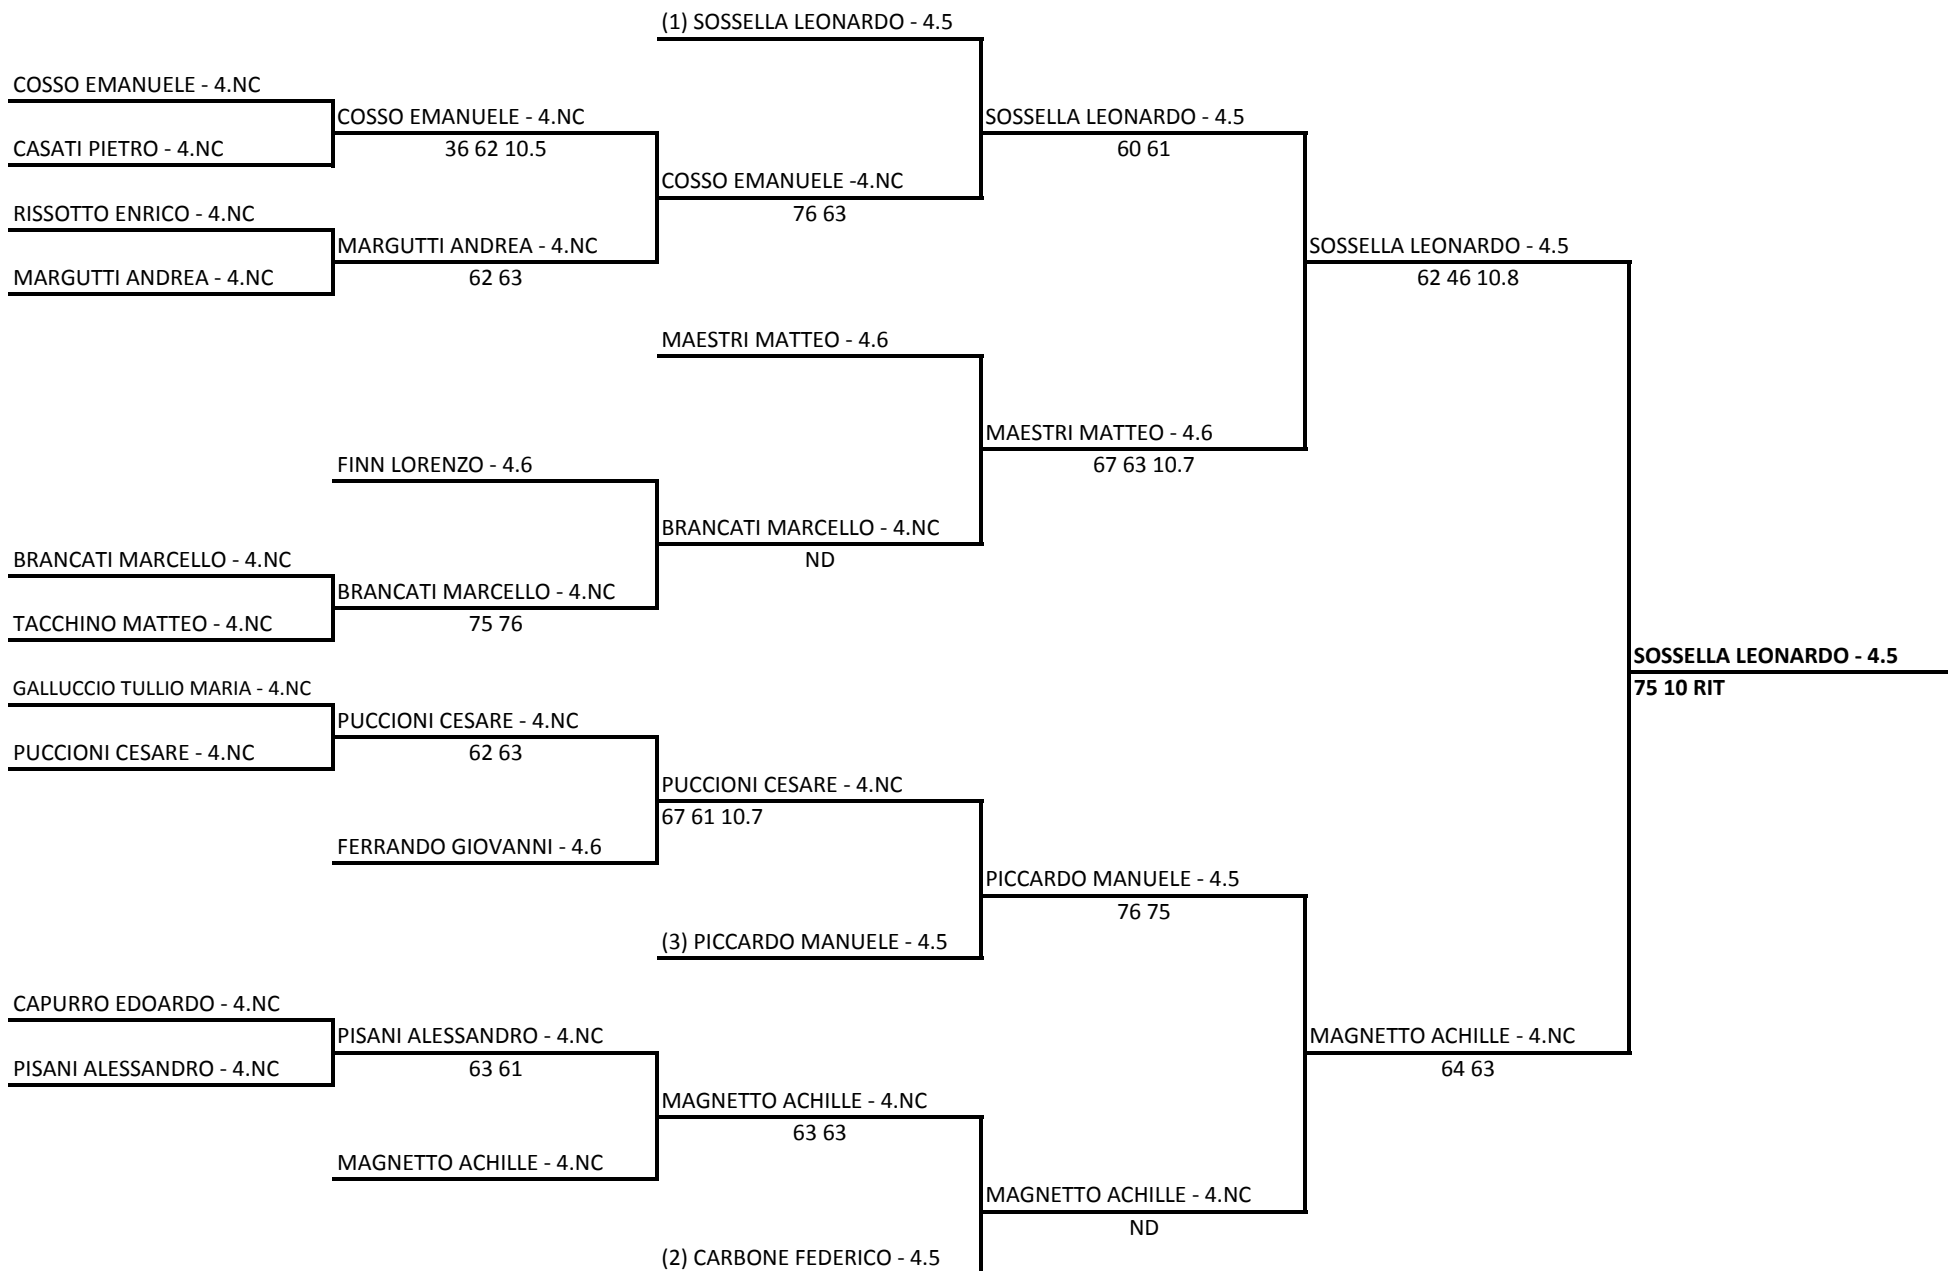 (1) SOSSELLA LEONARDO - 4.5
COSSO EMANUELE - 4.NC
COSSO EMANUELE - 4.NC
SOSSELLA LEONARDO - 4.5
CASATI PIETRO - 4.NC
36 62 10.5
60 61
COSSO EMANUELE -4.NC
RISSOTTO ENRICO - 4.NC
76 63
MARGUTTI ANDREA - 4.NC
SOSSELLA LEONARDO - 4.5
MARGUTTI ANDREA - 4.NC
62 63
62 46 10.8
MAESTRI MATTEO - 4.6
MAESTRI MATTEO - 4.6
FINN LORENZO - 4.6
67 63 10.7
BRANCATI MARCELLO - 4.NC
BRANCATI MARCELLO - 4.NC
ND
BRANCATI MARCELLO - 4.NC
TACCHINO MATTEO - 4.NC
75 76
SOSSELLA LEONARDO - 4.5
GALLUCCIO TULLIO MARIA - 4.NC
75 10 RIT
PUCCIONI CESARE - 4.NC
PUCCIONI CESARE - 4.NC
62 63
PUCCIONI CESARE - 4.NC
67 61 10.7
FERRANDO GIOVANNI - 4.6
PICCARDO MANUELE - 4.5
76 75
(3) PICCARDO MANUELE - 4.5
CAPURRO EDOARDO - 4.NC
PISANI ALESSANDRO - 4.NC
MAGNETTO ACHILLE - 4.NC
PISANI ALESSANDRO - 4.NC
63 61
64 63
MAGNETTO ACHILLE - 4.NC
63 63
MAGNETTO ACHILLE - 4.NC
MAGNETTO ACHILLE - 4.NC
ND
(2) CARBONE FEDERICO - 4.5